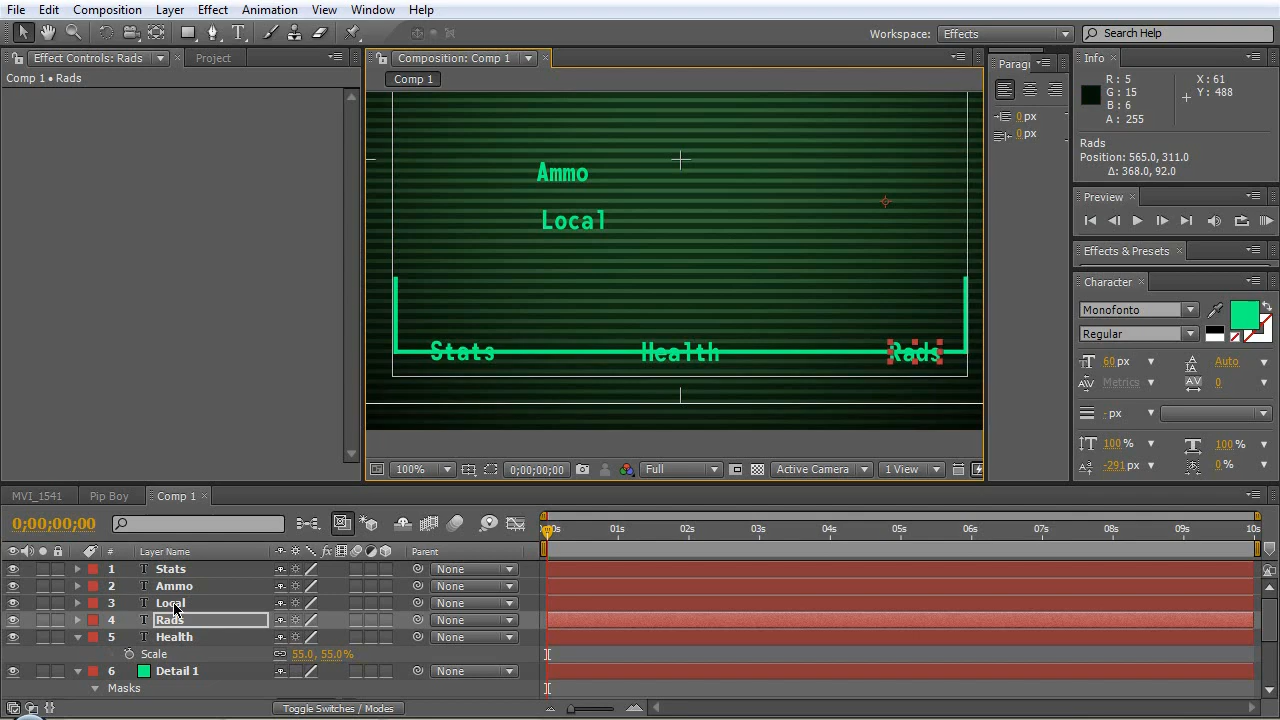 File Edit Composition Layer Effect Animation View Window Help
Workspace: Effects Search Help
Effect Controls: Rads Project
Comp 1 • Rads
Composition: Comp 1
Comp 1
Ammo
Local
Stats Health Rads
100% 0;00;00;00 Full Active Camera 1 View
Paragr
0 px
0 px
Info
R: 5
G: 15
B: 6
A: 255
X: 61
Y: 488
Rads
Position: 565.0, 311.0
Δ: 368.0, 92.0
Preview
Effects & Presets
Character
Monofonto
Regular
60 px Auto
Metrics 0
- px
100 % 100 %
-291 px 0 %
MVI_1541 Pip Boy Comp 1
0;00;00;00
# Layer Name Parent
1 T Stats None
2 T Ammo None
3 T Local None
4 T Rads None
5 T Health None
Scale 55.0, 55.0%
6 Detail 1 None
Masks
Toggle Switches / Modes
01s 02s 03s 04s 05s 06s 07s 08s 09s 10s